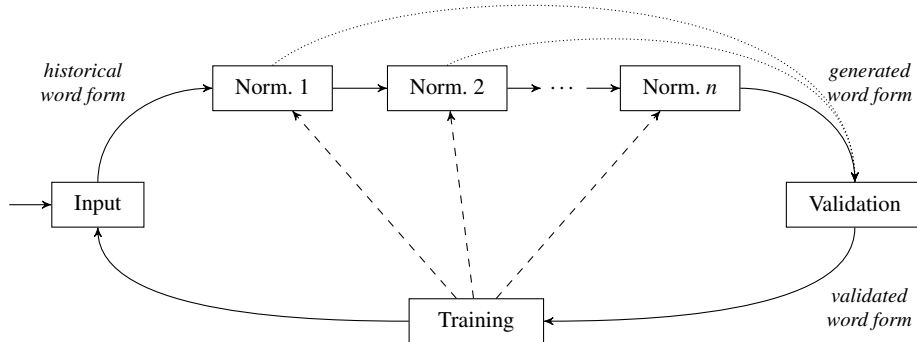 historical
word form
Norm. 1
Norm. 2
···
Norm. n
generated
word form
Input
Validation
Training
validated
word form